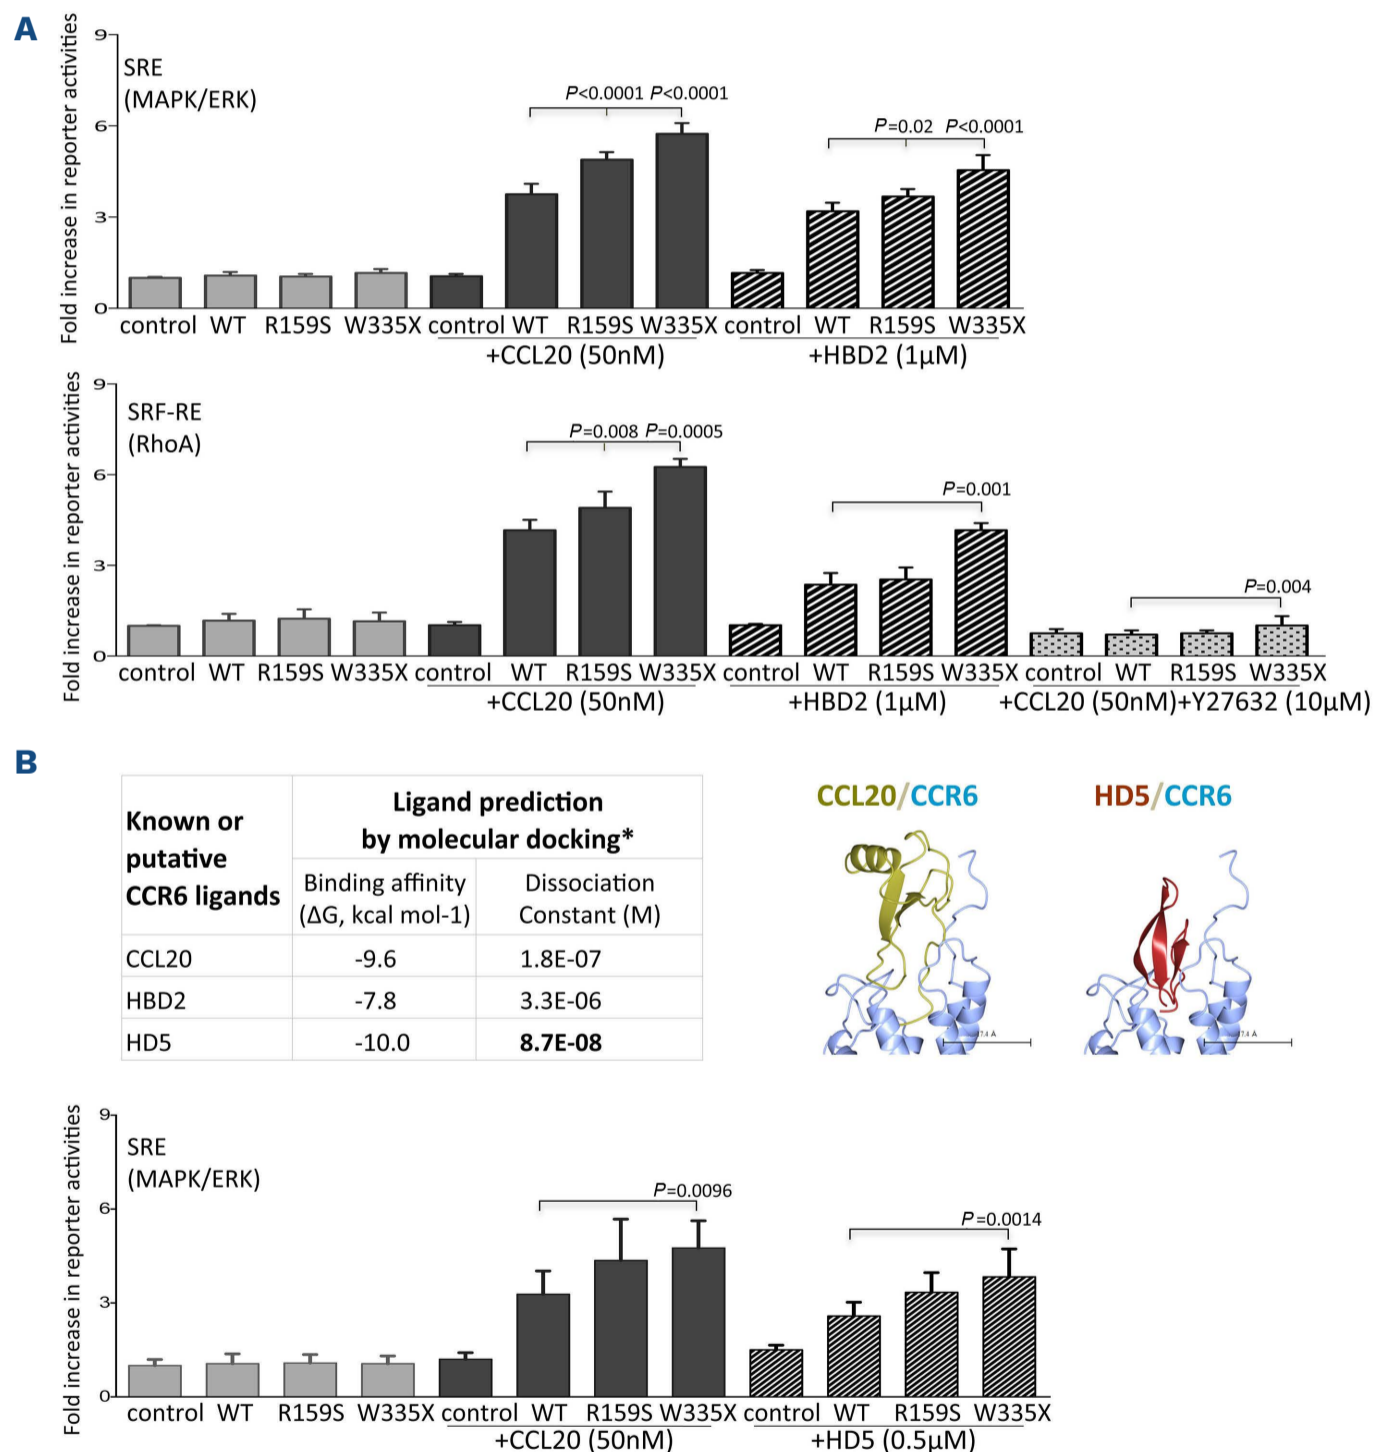 A
Fold increase in reporter activities
9
6
3
0
SRE
(MAPK/ERK)
P<0.0001 P<0.0001
P=0.02 P<0.0001
control WT R159S W335X control WT R159S W335X control WT R159S W335X
+CCL20 (50nM) +HBD2 (1µM)
Fold increase in reporter activities
9
6
3
0
SRF-RE
(RhoA)
P=0.008 P=0.0005
P=0.001
P=0.004
control WT R159S W335X control WT R159S W335X control WT R159S W335X control WT R159S W335X
+CCL20 (50nM) +HBD2 (1µM) +CCL20 (50nM)+Y27632 (10µM)
B
Known or
putative
CCR6 ligands
Ligand prediction
by molecular docking*
Binding affinity
(ΔG, kcal mol-1)
Dissociation
Constant (M)
CCL20 -9.6 1.8E-07
HBD2 -7.8 3.3E-06
HD5 -10.0 8.7E-08
CCL20/CCR6
HD5/CCR6
Fold increase in reporter activities
9
6
3
0
SRE
(MAPK/ERK)
P=0.0096
P=0.0014
control WT R159S W335X control WT R159S W335X control WT R159S W335X
+CCL20 (50nM) +HD5 (0.5µM)